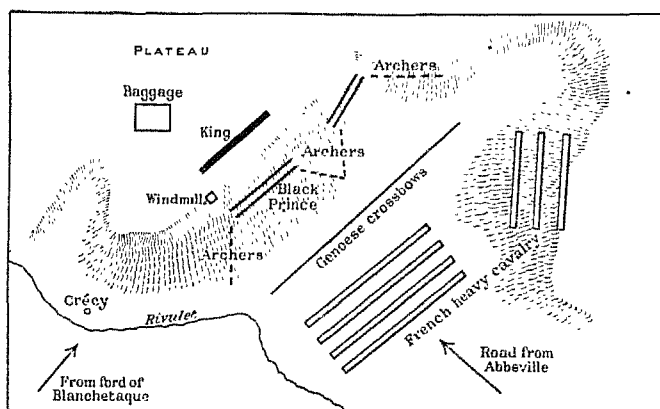 PLATEAU
Baggage
King
Archers
Archers
Windmill
Black
Prince
Archers
Genoese crossbows
French heavy cavalry
Crécy
Rivulet
From ford of
Blanchetaque
Road from
Abbeville